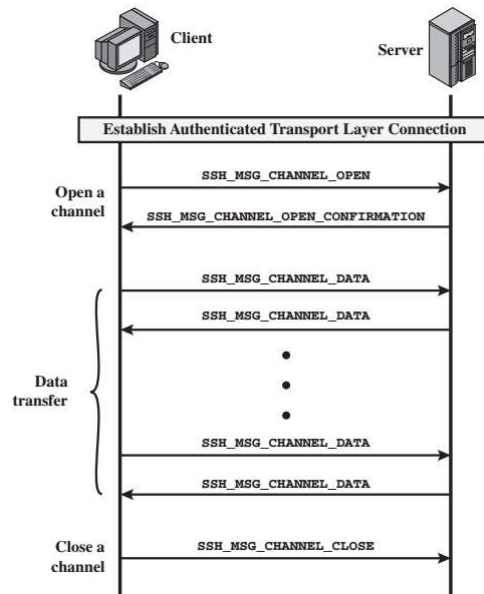 Client
Server
Establish Authenticated Transport Layer Connection
Open a
channel
SSH_MSG_CHANNEL_OPEN
SSH_MSG_CHANNEL_OPEN_CONFIRMATION
SSH_MSG_CHANNEL_DATA
SSH_MSG_CHANNEL_DATA
Data
transfer
SSH_MSG_CHANNEL_DATA
SSH_MSG_CHANNEL_DATA
Close a
channel
SSH_MSG_CHANNEL_CLOSE